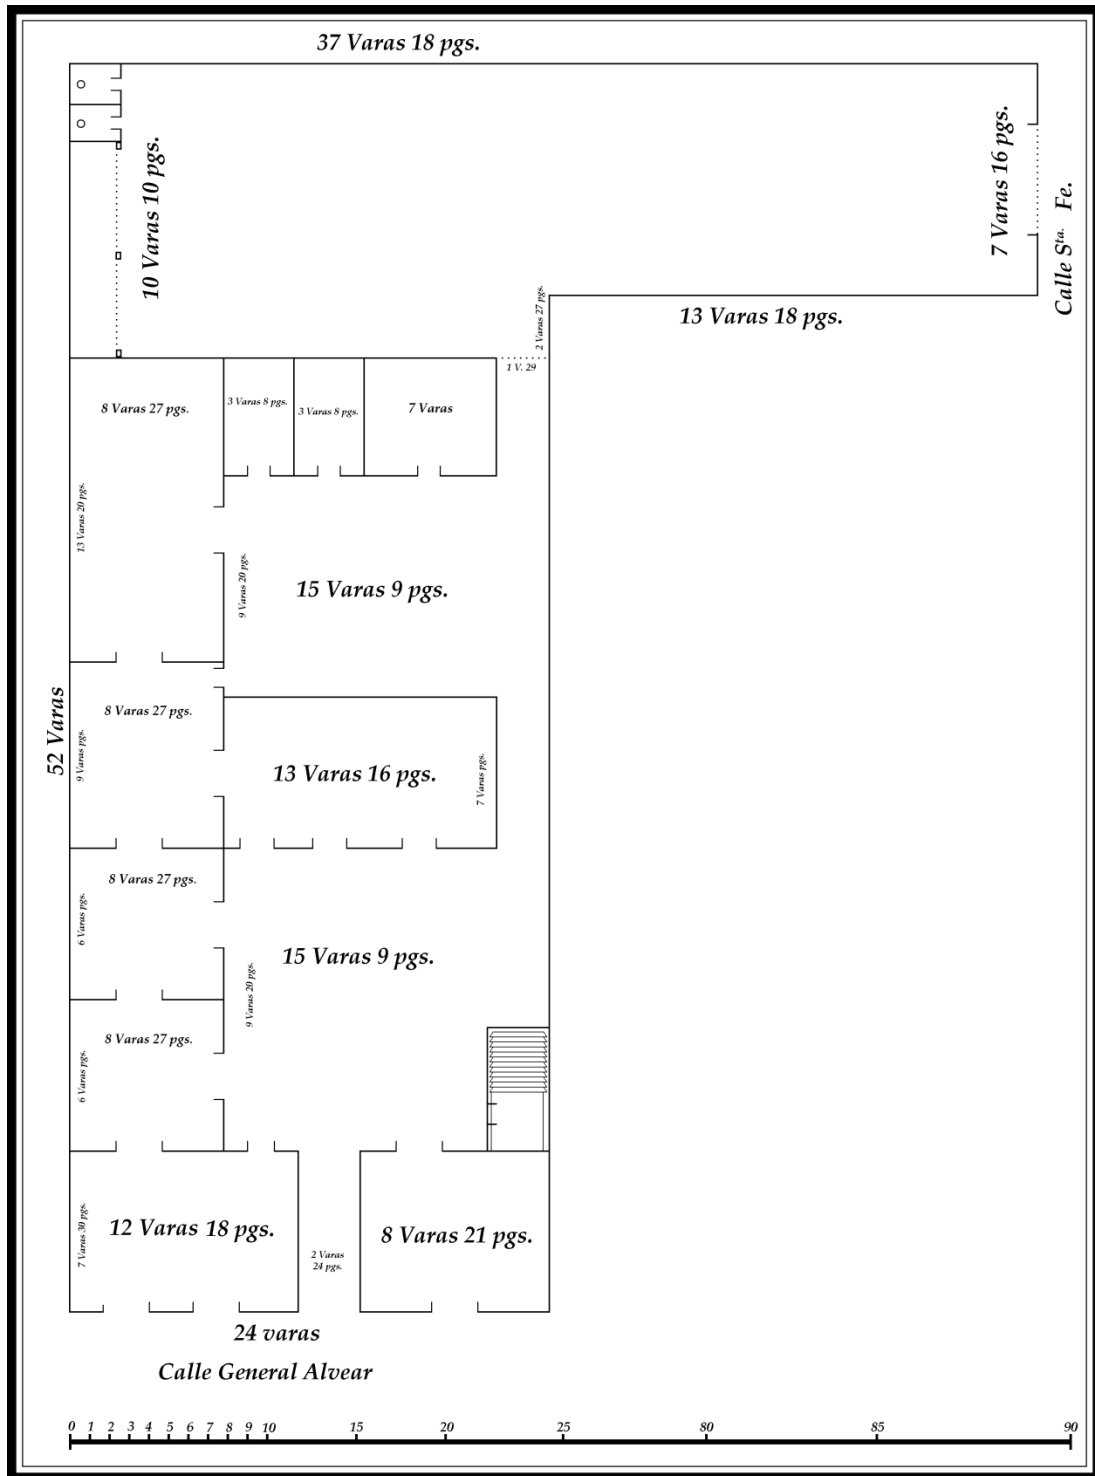 37 Varas 18 pgs.
10 Varas 10 pgs.
7 Varas 16 pgs.
Calle Sta. Fe.
2 Varas 27 pgs.
13 Varas 18 pgs.
1 V. 29
8 Varas 27 pgs.
3 Varas 8 pgs.
3 Varas 8 pgs.
7 Varas
13 Varas 20 pgs.
9 Varas 20 pgs.
15 Varas 9 pgs.
52 Varas
8 Varas 27 pgs.
9 Varas pgs.
13 Varas 16 pgs.
7 Varas pgs.
8 Varas 27 pgs.
6 Varas pgs.
15 Varas 9 pgs.
9 Varas 20 pgs.
8 Varas 27 pgs.
6 Varas pgs.
7 Varas 30 pgs.
12 Varas 18 pgs.
2 Varas
24 pgs.
8 Varas 21 pgs.
24 varas
Calle General Alvear
0 1 2 3 4 5 6 7 8 9 10 15 20 25 80 85 90